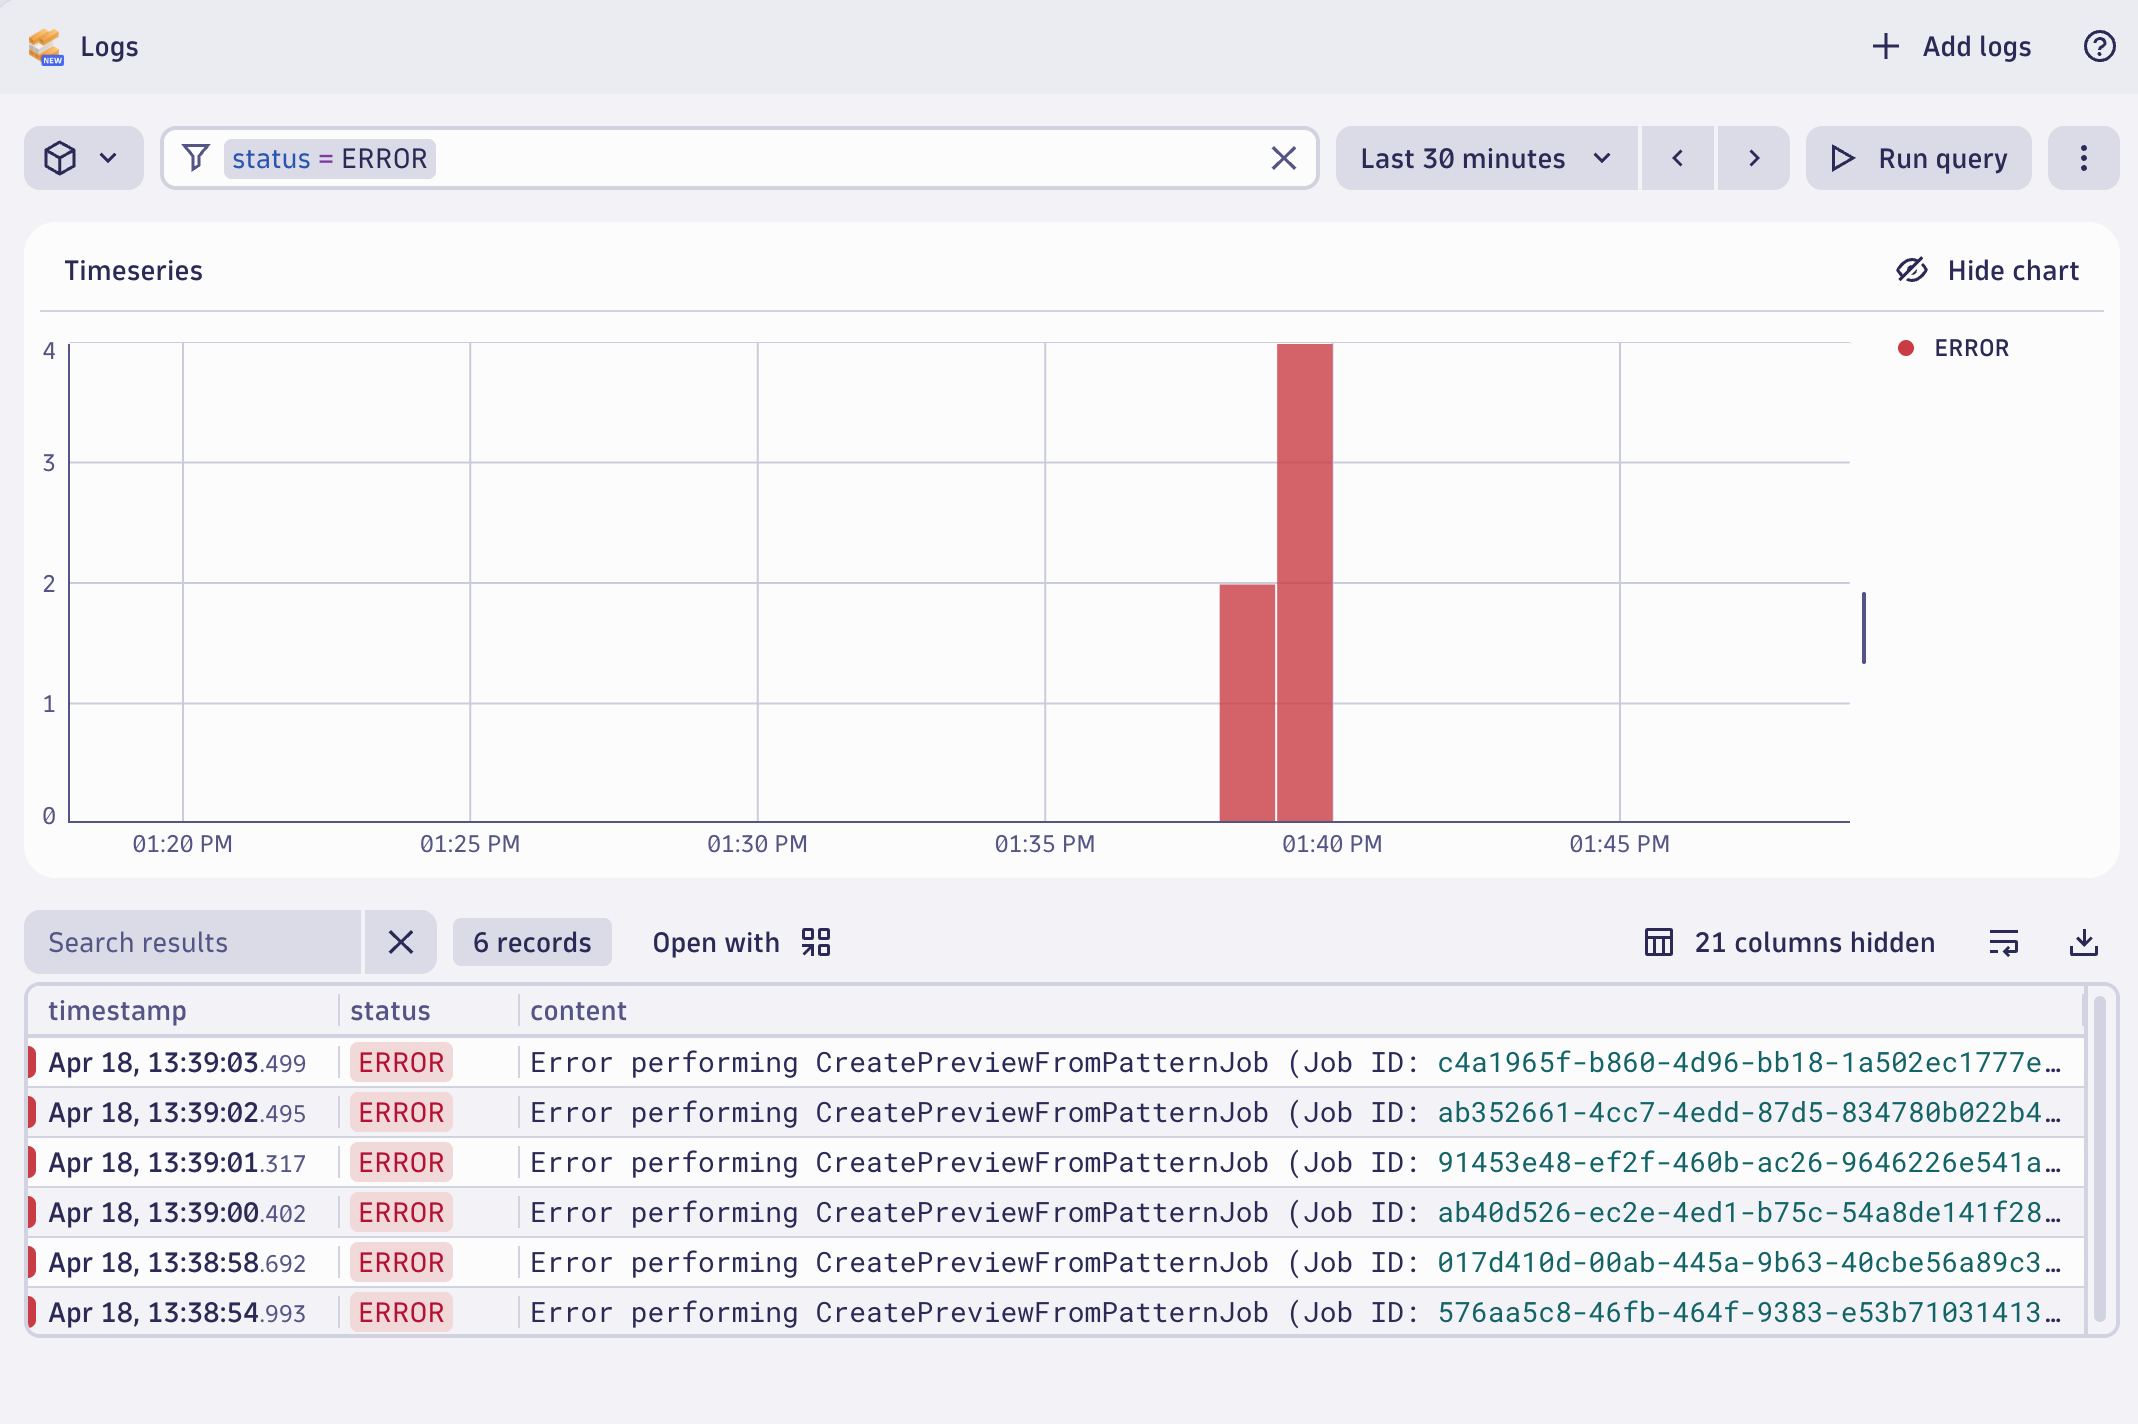 NEW Logs + Add logs ?
status = ERROR Last 30 minutes Run query
Timeseries Hide chart
ERROR
4
3
2
1
0
01:20 PM 01:25 PM 01:30 PM 01:35 PM 01:40 PM 01:45 PM
Search results 6 records Open with 21 columns hidden
timestamp status content
Apr 18, 13:39:03.499 ERROR Error performing CreatePreviewFromPatternJob (Job ID: c4a1965f-b860-4d96-bb18-1a502ec1777e…
Apr 18, 13:39:02.495 ERROR Error performing CreatePreviewFromPatternJob (Job ID: ab352661-4cc7-4edd-87d5-834780b022b4…
Apr 18, 13:39:01.317 ERROR Error performing CreatePreviewFromPatternJob (Job ID: 91453e48-ef2f-460b-ac26-9646226e541a…
Apr 18, 13:39:00.402 ERROR Error performing CreatePreviewFromPatternJob (Job ID: ab40d526-ec2e-4ed1-b75c-54a8de141f28…
Apr 18, 13:38:58.692 ERROR Error performing CreatePreviewFromPatternJob (Job ID: 017d410d-00ab-445a-9b63-40cbe56a89c3…
Apr 18, 13:38:54.993 ERROR Error performing CreatePreviewFromPatternJob (Job ID: 576aa5c8-46fb-464f-9383-e53b71031413…